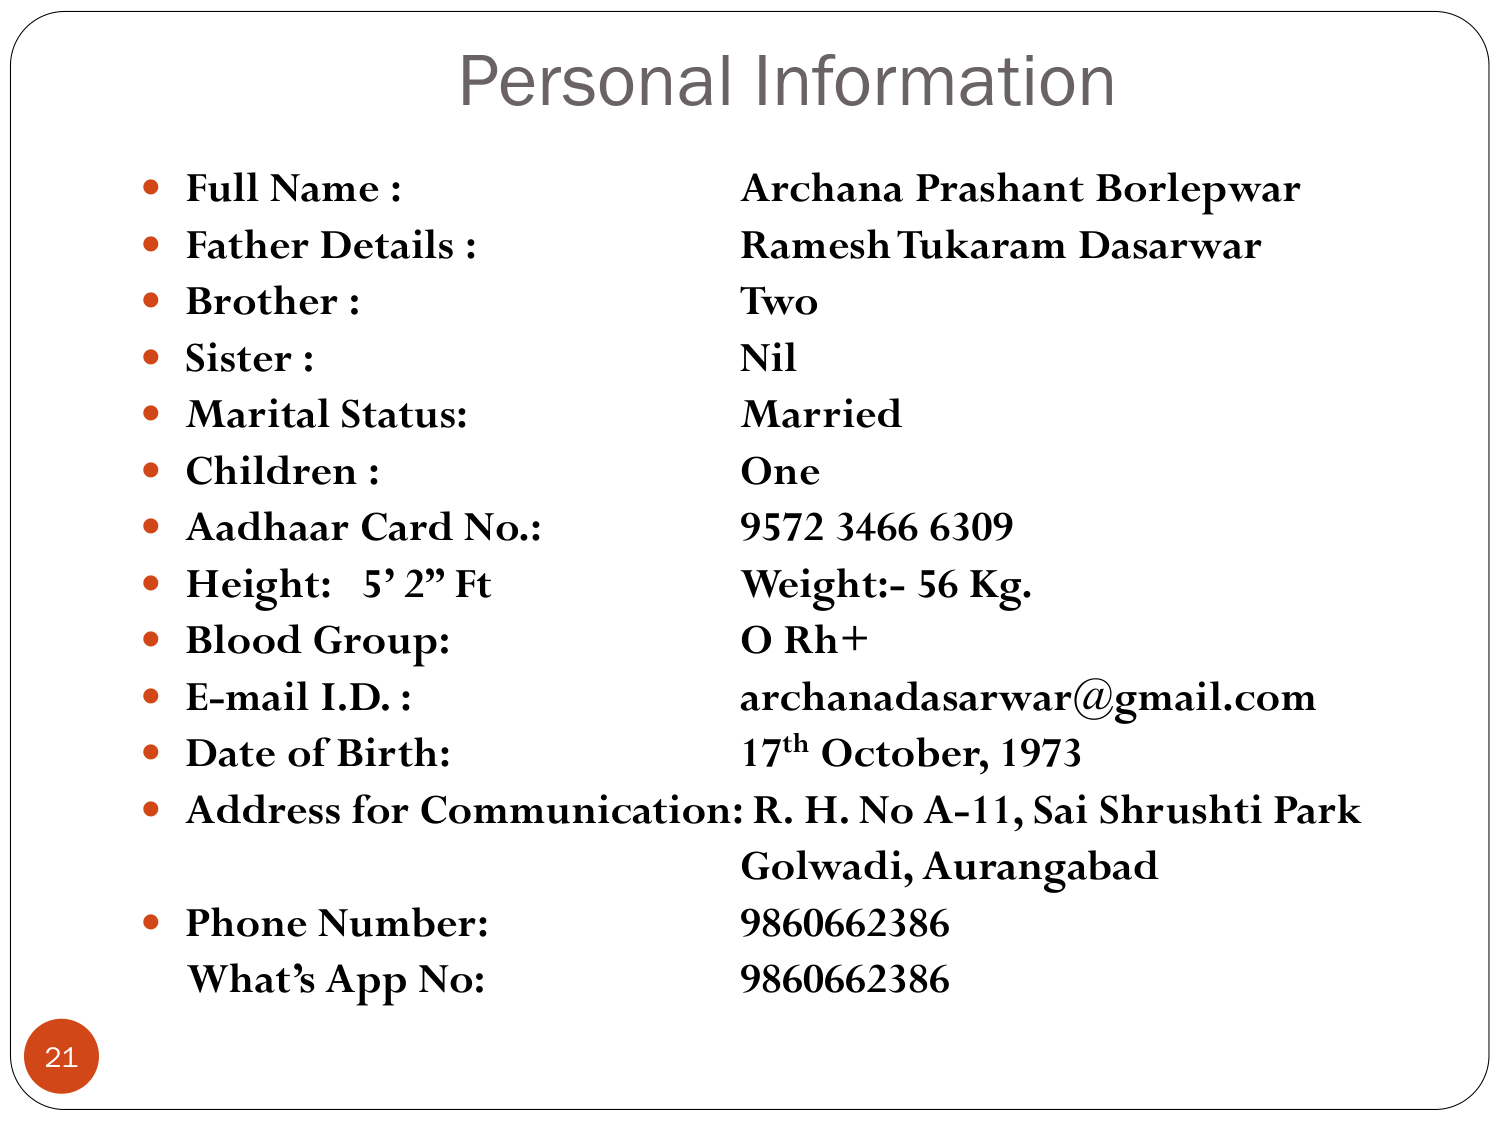 Personal Information
• Full Name : Archana Prashant Borlepwar
• Father Details : Ramesh Tukaram Dasarwar
• Brother : Two
• Sister : Nil
• Marital Status: Married
• Children : One
• Aadhaar Card No.: 9572 3466 6309
• Height: 5’ 2” Ft Weight:- 56 Kg.
• Blood Group: O Rh+
• E-mail I.D. : archanadasarwar@gmail.com
• Date of Birth: 17th October, 1973
• Address for Communication: R. H. No A-11, Sai Shrushti Park
Golwadi, Aurangabad
• Phone Number: 9860662386
What’s App No: 9860662386
21